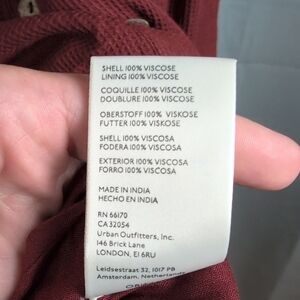 SHELL 100% VISCOSE
LINING 100% VISCOSE
COQUILLE 100% VISCOSE
DOUBLURE 100% VISCOSE
OBERSTOFF 100% VISKOSE
FUTTER 100% VISKOSE
SHELL 100% VISCOSA
FODERA 100% VISCOSA
EXTERIOR 100% VISCOSA
FORRO 100% VISCOSA
MADE IN INDIA
HECHO EN INDIA
RN 66170
CA 32054
Urban Outfitters, Inc.
146 Brick Lane
LONDON, E1 6RU
Leidsestraat 32, 1017 PB
Amsterdam, Netherlands